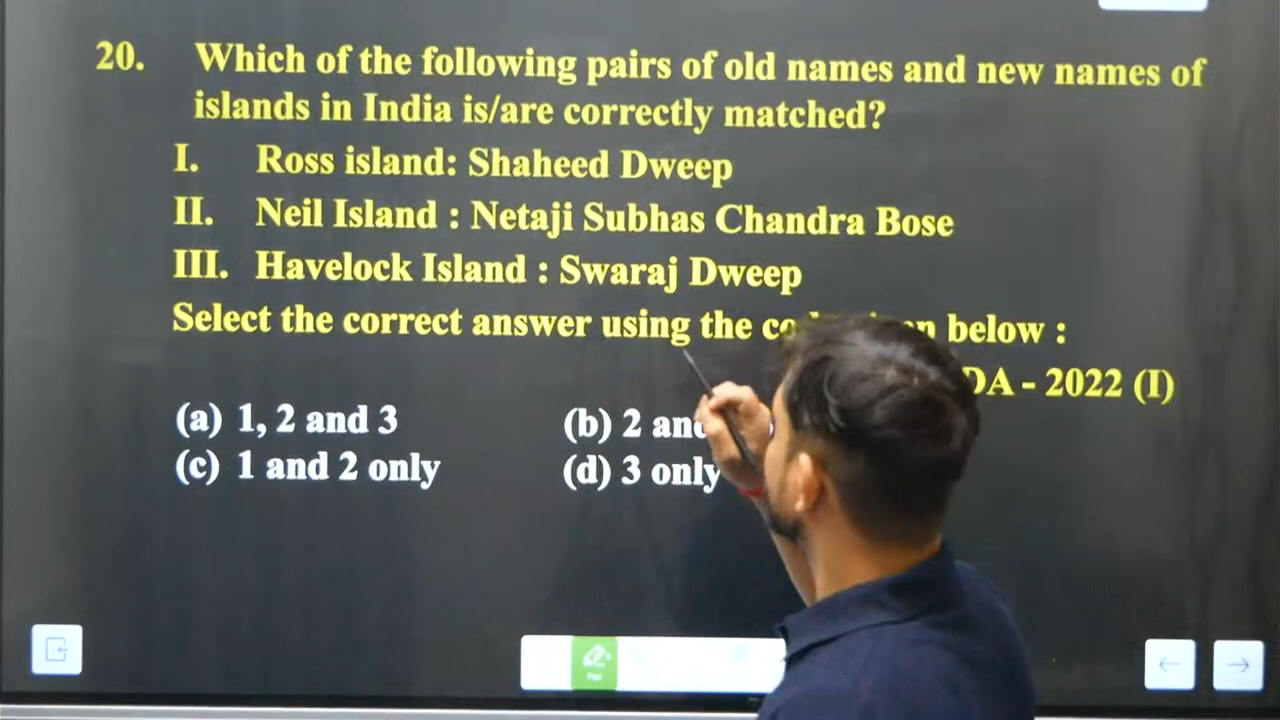 20. Which of the following pairs of old names and new names of
islands in India is/are correctly matched?
I. Ross island: Shaheed Dweep
II. Neil Island : Netaji Subhas Chandra Bose
III. Havelock Island : Swaraj Dweep
Select the correct answer using the below :
- 2022 (I)
(a) 1, 2 and 3 (b) 2
(c) 1 and 2 only (d) 3 only